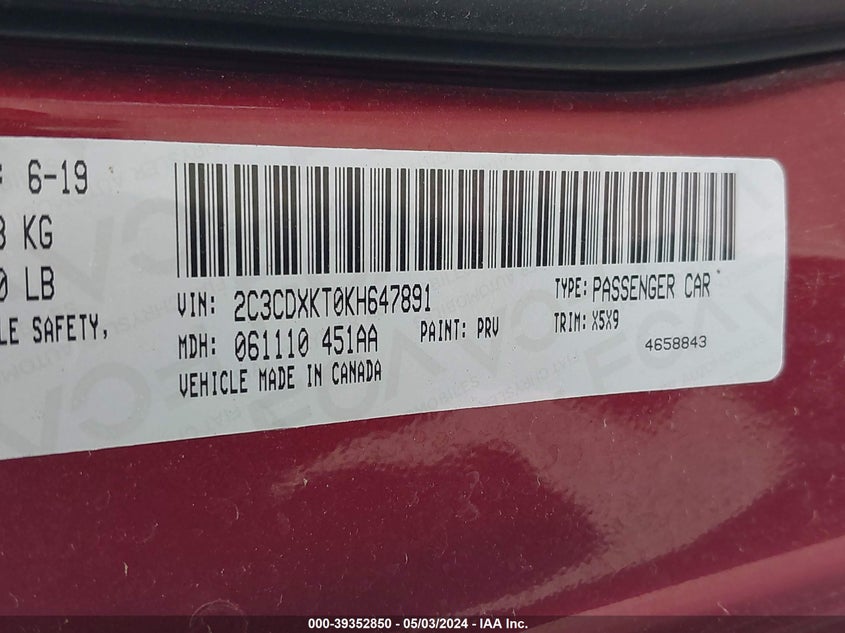 6-19
KG
LB
LE SAFETY,
VIN: 2C3CDXKT0KH647891
TYPE: PASSENGER CAR
MDH: 061110 451AA
PAINT: PRV
TRIM: X5X9
VEHICLE MADE IN CANADA
4658843
000-39352850 - 05/03/2024 - IAA Inc.